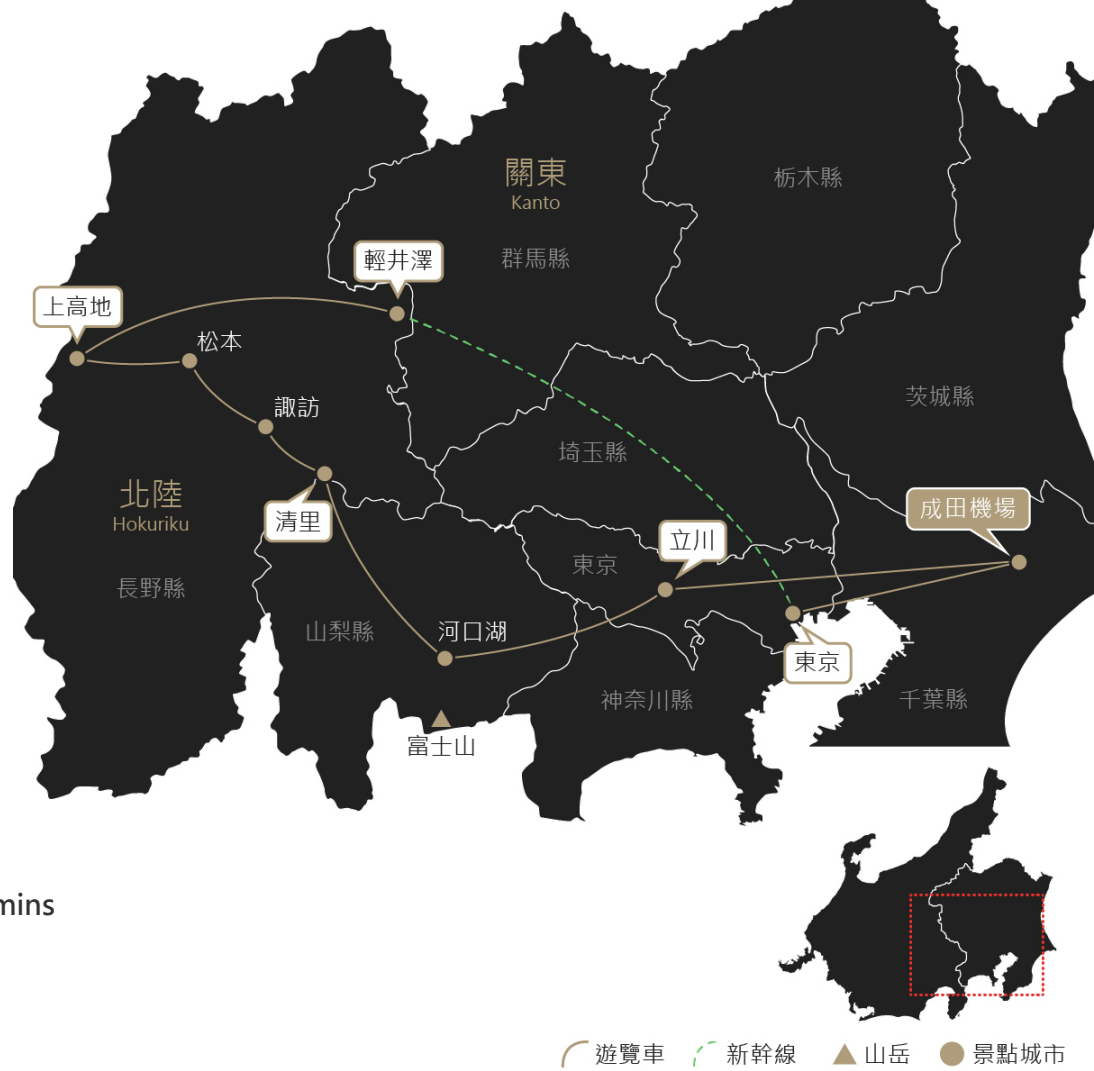 關東
Kanto
栃木縣
群馬縣
輕井澤
上高地
松本
諏訪
茨城縣
埼玉縣
北陸
Hokuriku
清里
成田機場
立川
東京
長野縣
山梨縣
河口湖
東京
神奈川縣
千葉縣
富士山
mins
遊覽車
新幹線
山岳
景點城市